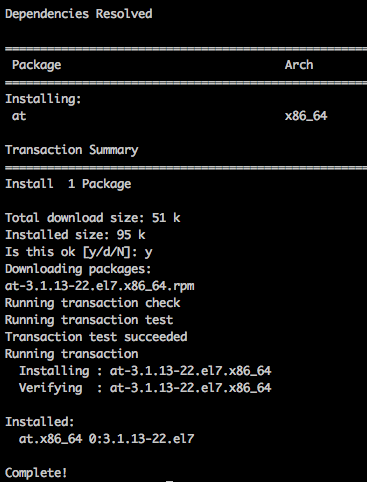 Dependencies Resolved
Package Arch
Installing:
at x86_64
Transaction Summary
Install 1 Package
Total download size: 51 k
Installed size: 95 k
Is this ok [y/d/N]: y
Downloading packages:
at-3.1.13-22.el7.x86_64.rpm
Running transaction check
Running transaction test
Transaction test succeeded
Running transaction
Installing : at-3.1.13-22.el7.x86_64
Verifying : at-3.1.13-22.el7.x86_64
Installed:
at.x86_64 0:3.1.13-22.el7
Complete!